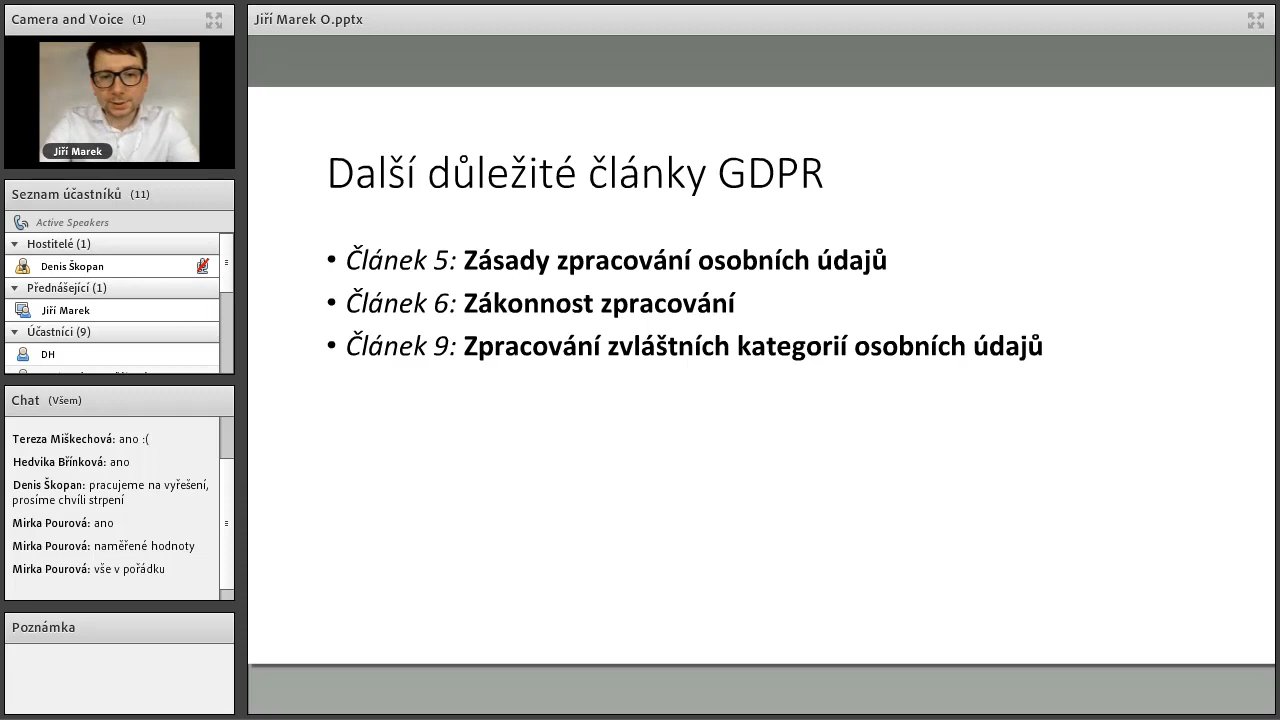 Camera and Voice (1)
Jiří Marek
Seznam účastníků (11)
Active Speakers
Hostitelé (1)
Denis Škopan
Přednášející (1)
Jiří Marek
Účastníci (9)
DH
Chat (Všem)
Tereza Miškechová: ano :(
Hedvika Břínková: ano
Denis Škopan: pracujeme na vyřešení,
prosíme chvíli strpení
Mirka Pourová: ano
Mirka Pourová: naměřené hodnoty
Mirka Pourová: vše v pořádku
Poznámka
Jiří Marek O.pptx
Další důležité články GDPR
• Článek 5: Zásady zpracování osobních údajů
• Článek 6: Zákonnost zpracování
• Článek 9: Zpracování zvláštních kategorií osobních údajů